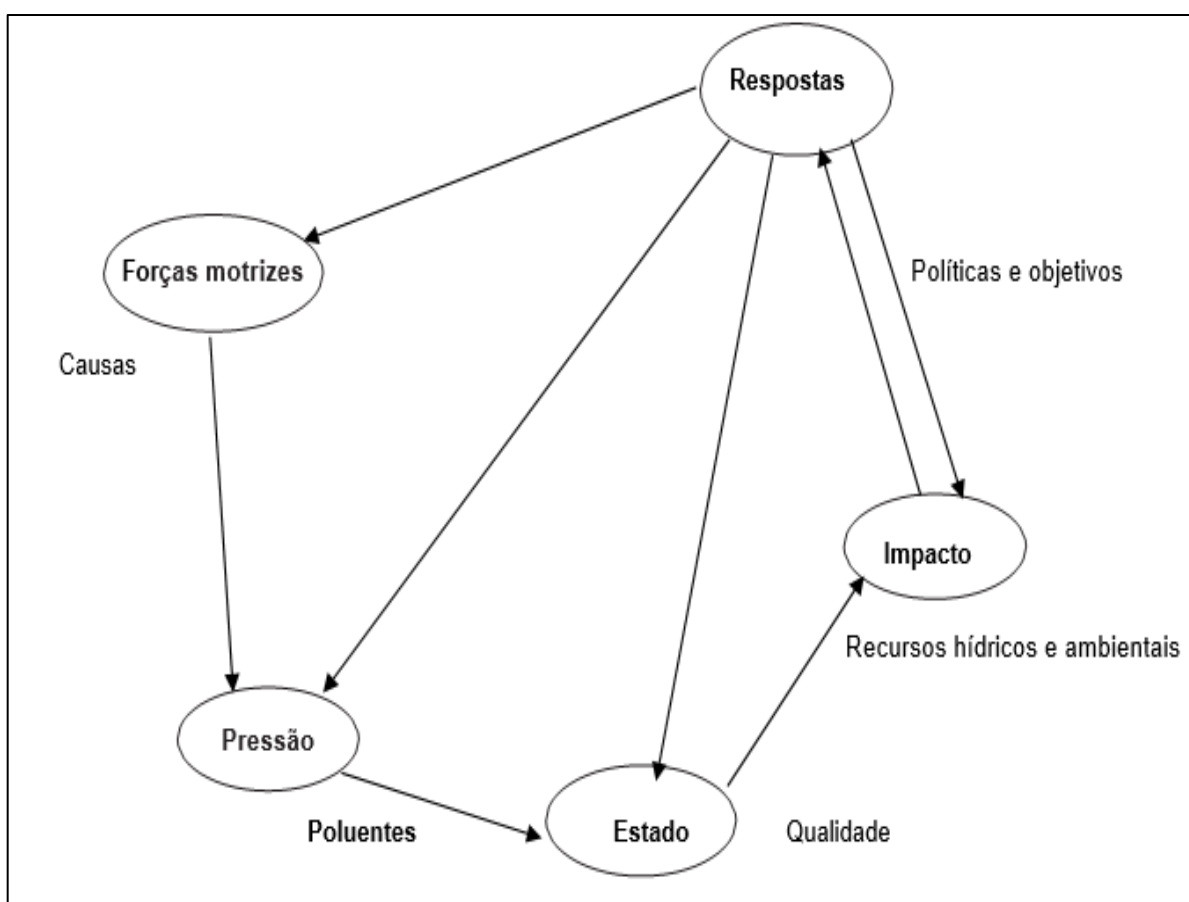 Respostas
Forças motrizes
Políticas e objetivos
Causas
Impacto
Recursos hídricos e ambientais
Pressão
Poluentes
Estado
Qualidade